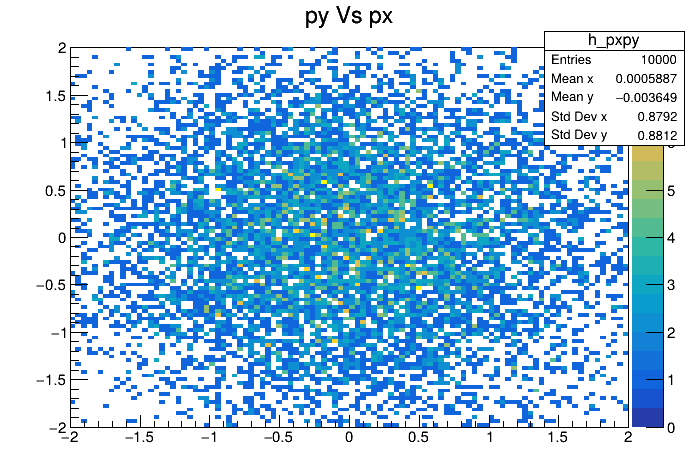 py Vs px
h_pxpy
Entries 10000
Mean x 0.0005887
Mean y −0.003649
Std Dev x 0.8792
Std Dev y 0.8812
2
1.5
1
0.5
0
−0.5
−1
−1.5
−2
−2 −1.5 −1 −0.5 0 0.5 1 1.5 2
5
4
3
2
1
0